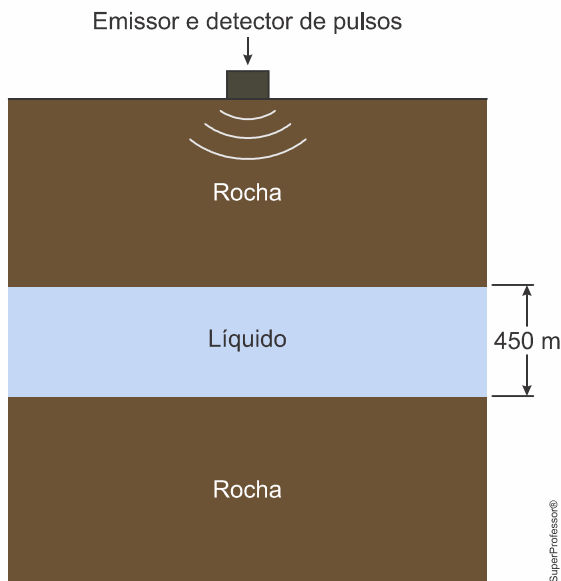 Emissor e detector de pulsos
Rocha
Líquido
450 m
Rocha
SuperProfessor®